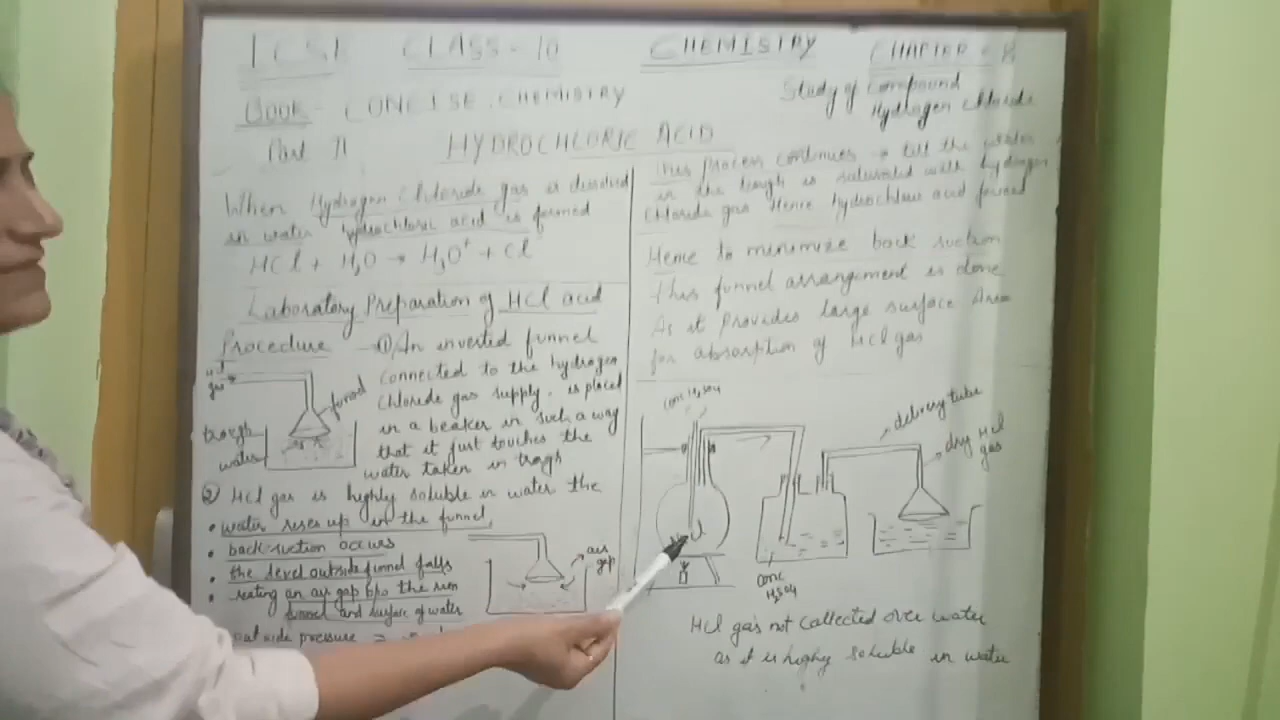 ICSE CLASS - 10 CHEMISTRY CHAPTER - 8
BOOK - CONCISE CHEMISTRY
Study of Compound
Hydrogen Chloride
Part II HYDROCHLORIC ACID
When Hydrogen Chloride gas is dissolved
in water hydrochloric acid is formed
HCl + H2O → H3O+ + Cl
Laboratory Preparation of HCl acid
Procedure - ① An inverted funnel
connected to the hydrogen
chloride gas supply. is placed
in a beaker in such a way
that it just touches the
water taken in
gas
funnel
trough
water
② HCl gas is highly soluble in water the
• water rises up in the funnel,
• back suction occurs
• the level outside funnel falls
• eating an air gap b/w the rim
funnel and surface of water
out side pressure =
air
gap
This process continues → till the water
in the trough is saturated with hydrogen
chloride gas Hence hydrochloric acid formed
Hence to minimize back suction
This funnel arrangement is done
As it provides large surface Area
for absorption of HCl gas
conc H2SO4
delivery tube
dry HCl
gas
conc
H2SO4
HCl gas not collected over water
as it is highly soluble in water